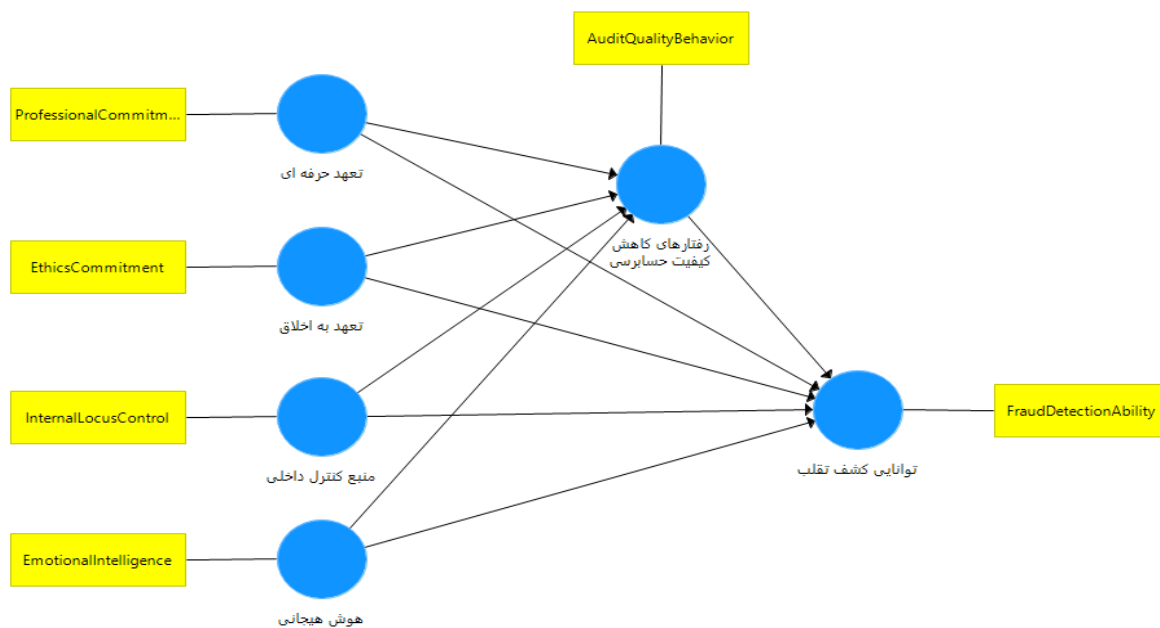 AuditQualityBehavior
ProfessionalCommitm...
تعهد حرفه ای
رفتارهای کاهش
کیفیت حسابرسی
EthicsCommitment
تعهد به اخلاق
InternalLocusControl
منبع کنترل داخلی
FraudDetectionAbility
توانایی کشف تقلب
EmotionalIntelligence
هوش هیجانی